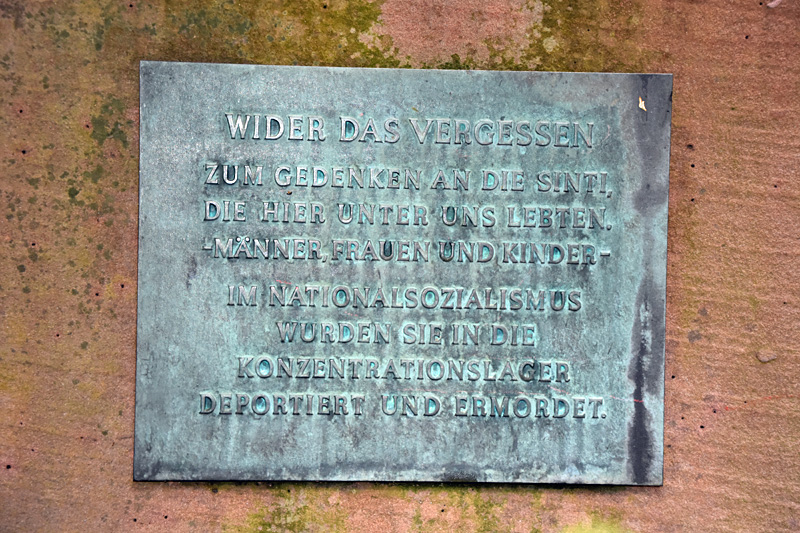 WIDER DAS VERGESSEN
ZUM GEDENKEN AN DIE SINTI,
DIE HIER UNTER UNS LEBTEN.
-MÄNNER, FRAUEN UND KINDER-
IM NATIONALSOZIALISMUS
WURDEN SIE IN DIE
KONZENTRATIONSLAGER
DEPORTIERT UND ERMORDET.